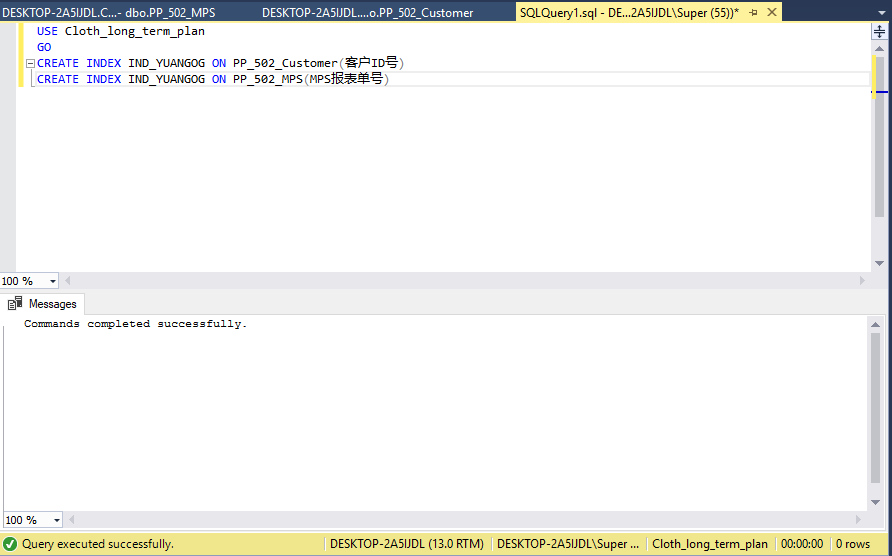 DESKTOP-2A5IJDL.C...- dbo.PP_502_MPS
DESKTOP-2A5IJDL....o.PP_502_Customer
SQLQuery1.sql - DE...2A5IJDL\Super (55))*
USE Cloth_long_term_plan
GO
CREATE INDEX IND_YUANGOG ON PP_502_Customer(客户ID号)
CREATE INDEX IND_YUANGOG ON PP_502_MPS(MPS报表单号)
100 %
Messages
Commands completed successfully.
100 %
Query executed successfully.
DESKTOP-2A5IJDL (13.0 RTM)
DESKTOP-2A5IJDL\Super ...
Cloth_long_term_plan
00:00:00
0 rows